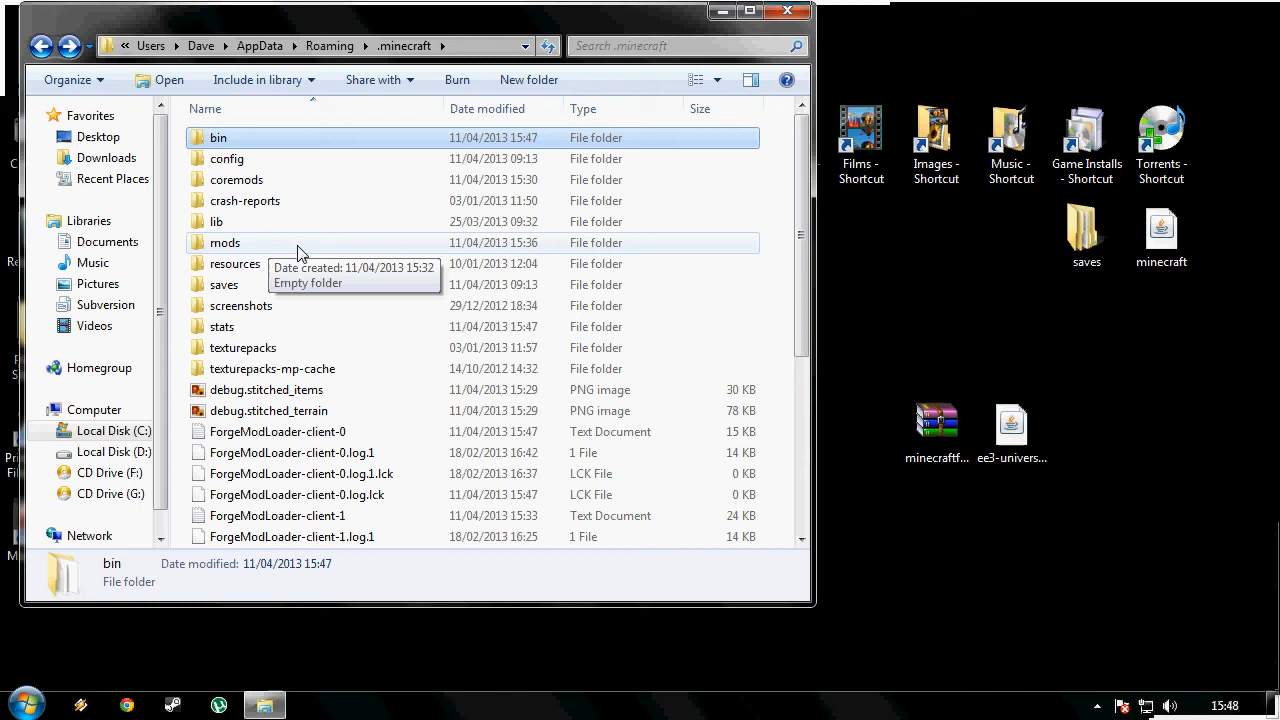 « Users ▸ Dave ▸ AppData ▸ Roaming ▸ .minecraft ▸
Search .minecraft
Organize Open Include in library Share with Burn New folder
Name Date modified Type Size
Favorites
Desktop
Downloads
Recent Places
Libraries
Documents
Music
Pictures
Subversion
Videos
Homegroup
Computer
Local Disk (C:)
Local Disk (D:)
CD Drive (F:)
CD Drive (G:)
Network
bin 11/04/2013 15:47 File folder
config 11/04/2013 09:13 File folder
coremods 11/04/2013 15:30 File folder
crash-reports 03/01/2013 11:50 File folder
lib 25/03/2013 09:32 File folder
mods 11/04/2013 15:36 File folder
resources 10/01/2013 12:04 File folder
Date created: 11/04/2013 15:32
Empty folder
saves 11/04/2013 09:13 File folder
screenshots 29/12/2012 18:34 File folder
stats 11/04/2013 15:47 File folder
texturepacks 03/01/2013 11:57 File folder
texturepacks-mp-cache 14/10/2012 14:32 File folder
debug.stitched_items 11/04/2013 15:29 PNG image 30 KB
debug.stitched_terrain 11/04/2013 15:29 PNG image 78 KB
ForgeModLoader-client-0 11/04/2013 15:47 Text Document 15 KB
ForgeModLoader-client-0.log.1 18/02/2013 16:42 1 File 14 KB
ForgeModLoader-client-0.log.1.lck 18/02/2013 16:37 LCK File 0 KB
ForgeModLoader-client-0.log.lck 11/04/2013 15:47 LCK File 0 KB
ForgeModLoader-client-1 11/04/2013 15:33 Text Document 24 KB
ForgeModLoader-client-1.log.1 18/02/2013 16:25 1 File 14 KB
bin Date modified: 11/04/2013 15:47
File folder
Films -
Shortcut
Images -
Shortcut
Music -
Shortcut
Game Installs
- Shortcut
Torrents -
Shortcut
saves
minecraft
minecraftf...
ee3-univers...
15:48